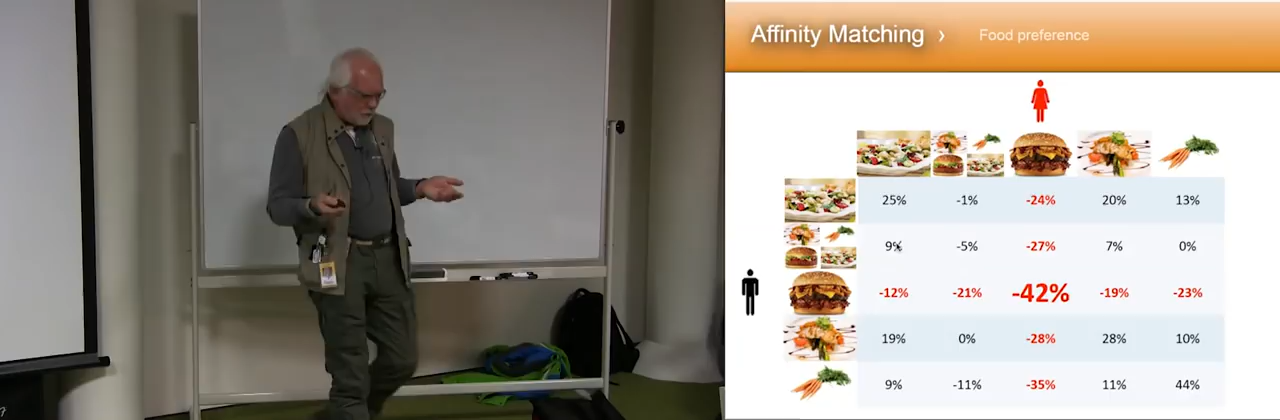 Affinity Matching › Food preference
25% -1% -24% 20% 13%
9% -5% -27% 7% 0%
-12% -21% -42% -19% -23%
19% 0% -28% 28% 10%
9% -11% -35% 11% 44%